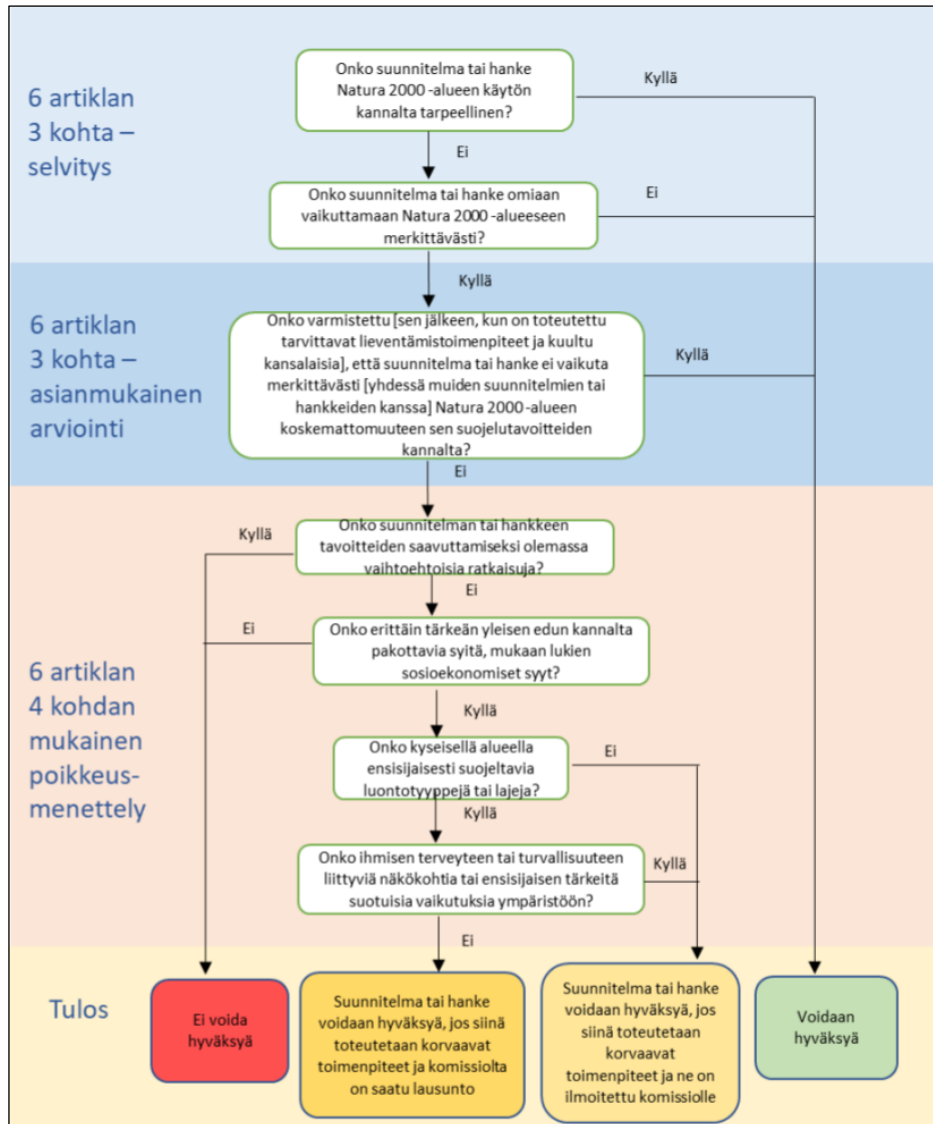 6 artiklan
3 kohta –
selvitys
Onko suunnitelma tai hanke
Natura 2000 -alueen käytön
kannalta tarpeellinen?
Kyllä
Ei
Onko suunnitelma tai hanke omiaan
vaikuttamaan Natura 2000 -alueeseen
merkittävästi?
Ei
Kyllä
6 artiklan
3 kohta –
asianmukainen
arviointi
Onko varmistettu [sen jälkeen, kun on toteutettu
tarvittavat lieventämistoimenpiteet ja kuultu
kansalaisia], että suunnitelma tai hanke ei vaikuta
merkittävästi [yhdessä muiden suunnitelmien tai
hankkeiden kanssa] Natura 2000 -alueen
koskemattomuuteen sen suojelutavoitteiden
kannalta?
Kyllä
Ei
6 artiklan
4 kohdan
mukainen
poikkeus-
menettely
Kyllä
Onko suunnitelman tai hankkeen
tavoitteiden saavuttamiseksi olemassa
vaihtoehtoisia ratkaisuja?
Ei
Ei
Onko erittäin tärkeän yleisen edun kannalta
pakottavia syitä, mukaan lukien
sosioekonomiset syyt?
Kyllä
Onko kyseisellä alueella
ensisijaisesti suojeltavia
luontotyyppejä tai lajeja?
Ei
Kyllä
Onko ihmisen terveyteen tai turvallisuuteen
liittyviä näkökohtia tai ensisijaisen tärkeitä
suotuisia vaikutuksia ympäristöön?
Kyllä
Ei
Tulos
Ei voida
hyväksyä
Suunnitelma tai hanke
voidaan hyväksyä, jos siinä
toteutetaan korvaavat
toimenpiteet ja komissiolta
on saatu lausunto
Suunnitelma tai hanke
voidaan hyväksyä, jos
siinä toteutetaan
korvaavat
toimenpiteet ja ne on
ilmoitettu komissiolle
Voidaan
hyväksyä